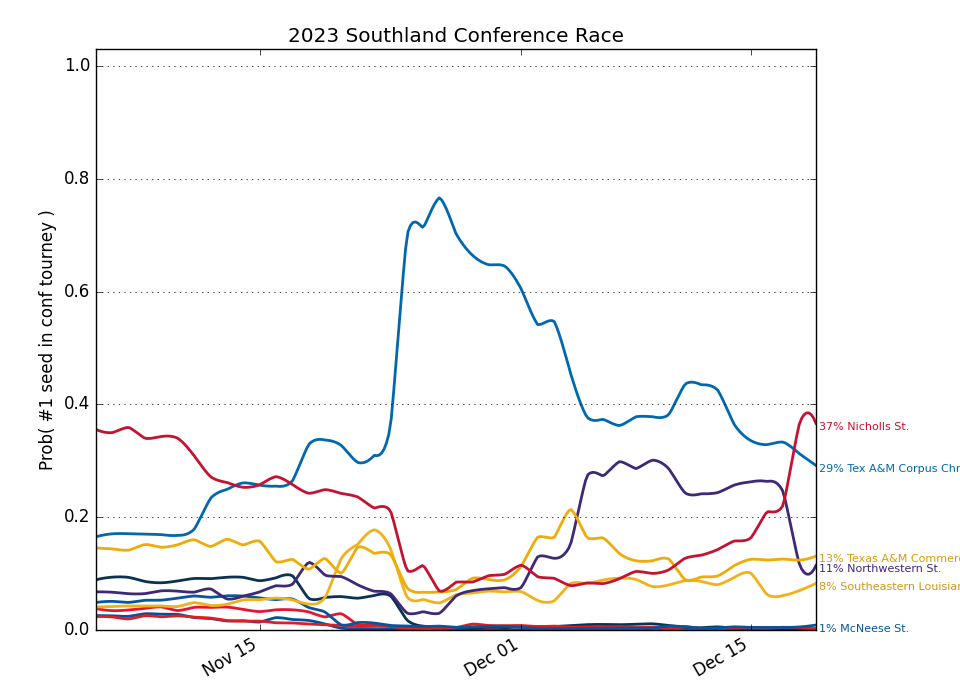 2023 Southland Conference Race
Prob( #1 seed in conf tourney )
1.0
0.8
0.6
0.4
0.2
0.0
Nov 15
Dec 01
Dec 15
37% Nicholls St.
29% Tex A&M Corpus Chr
13% Texas A&M Commerc
11% Northwestern St.
8% Southeastern Louisian
1% McNeese St.